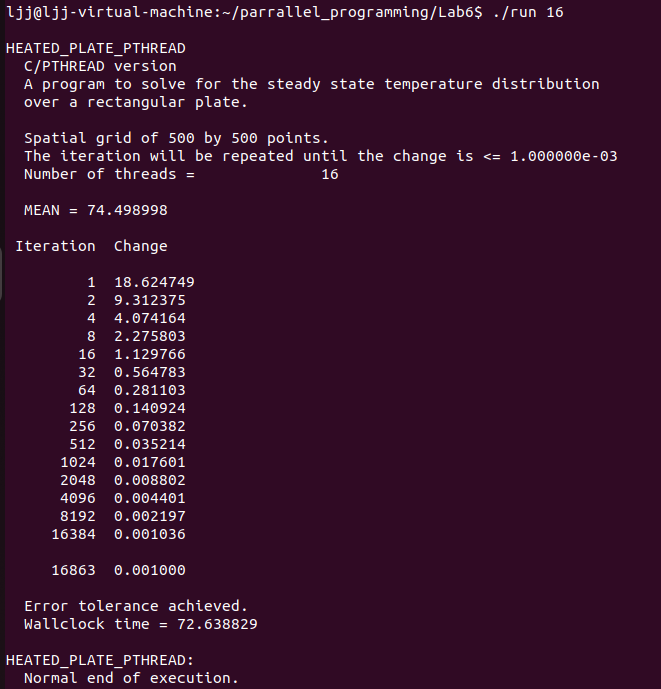 ljj@ljj-virtual-machine:~/parrallel_programming/Lab6$ ./run 16
HEATED_PLATE_PTHREAD
C/PTHREAD version
A program to solve for the steady state temperature distribution
over a rectangular plate.
Spatial grid of 500 by 500 points.
The iteration will be repeated until the change is <= 1.000000e-03
Number of threads = 16
MEAN = 74.498998
Iteration Change
1 18.624749
2 9.312375
4 4.074164
8 2.275803
16 1.129766
32 0.564783
64 0.281103
128 0.140924
256 0.070382
512 0.035214
1024 0.017601
2048 0.008802
4096 0.004401
8192 0.002197
16384 0.001036
16863 0.001000
Error tolerance achieved.
Wallclock time = 72.638829
HEATED_PLATE_PTHREAD:
Normal end of execution.